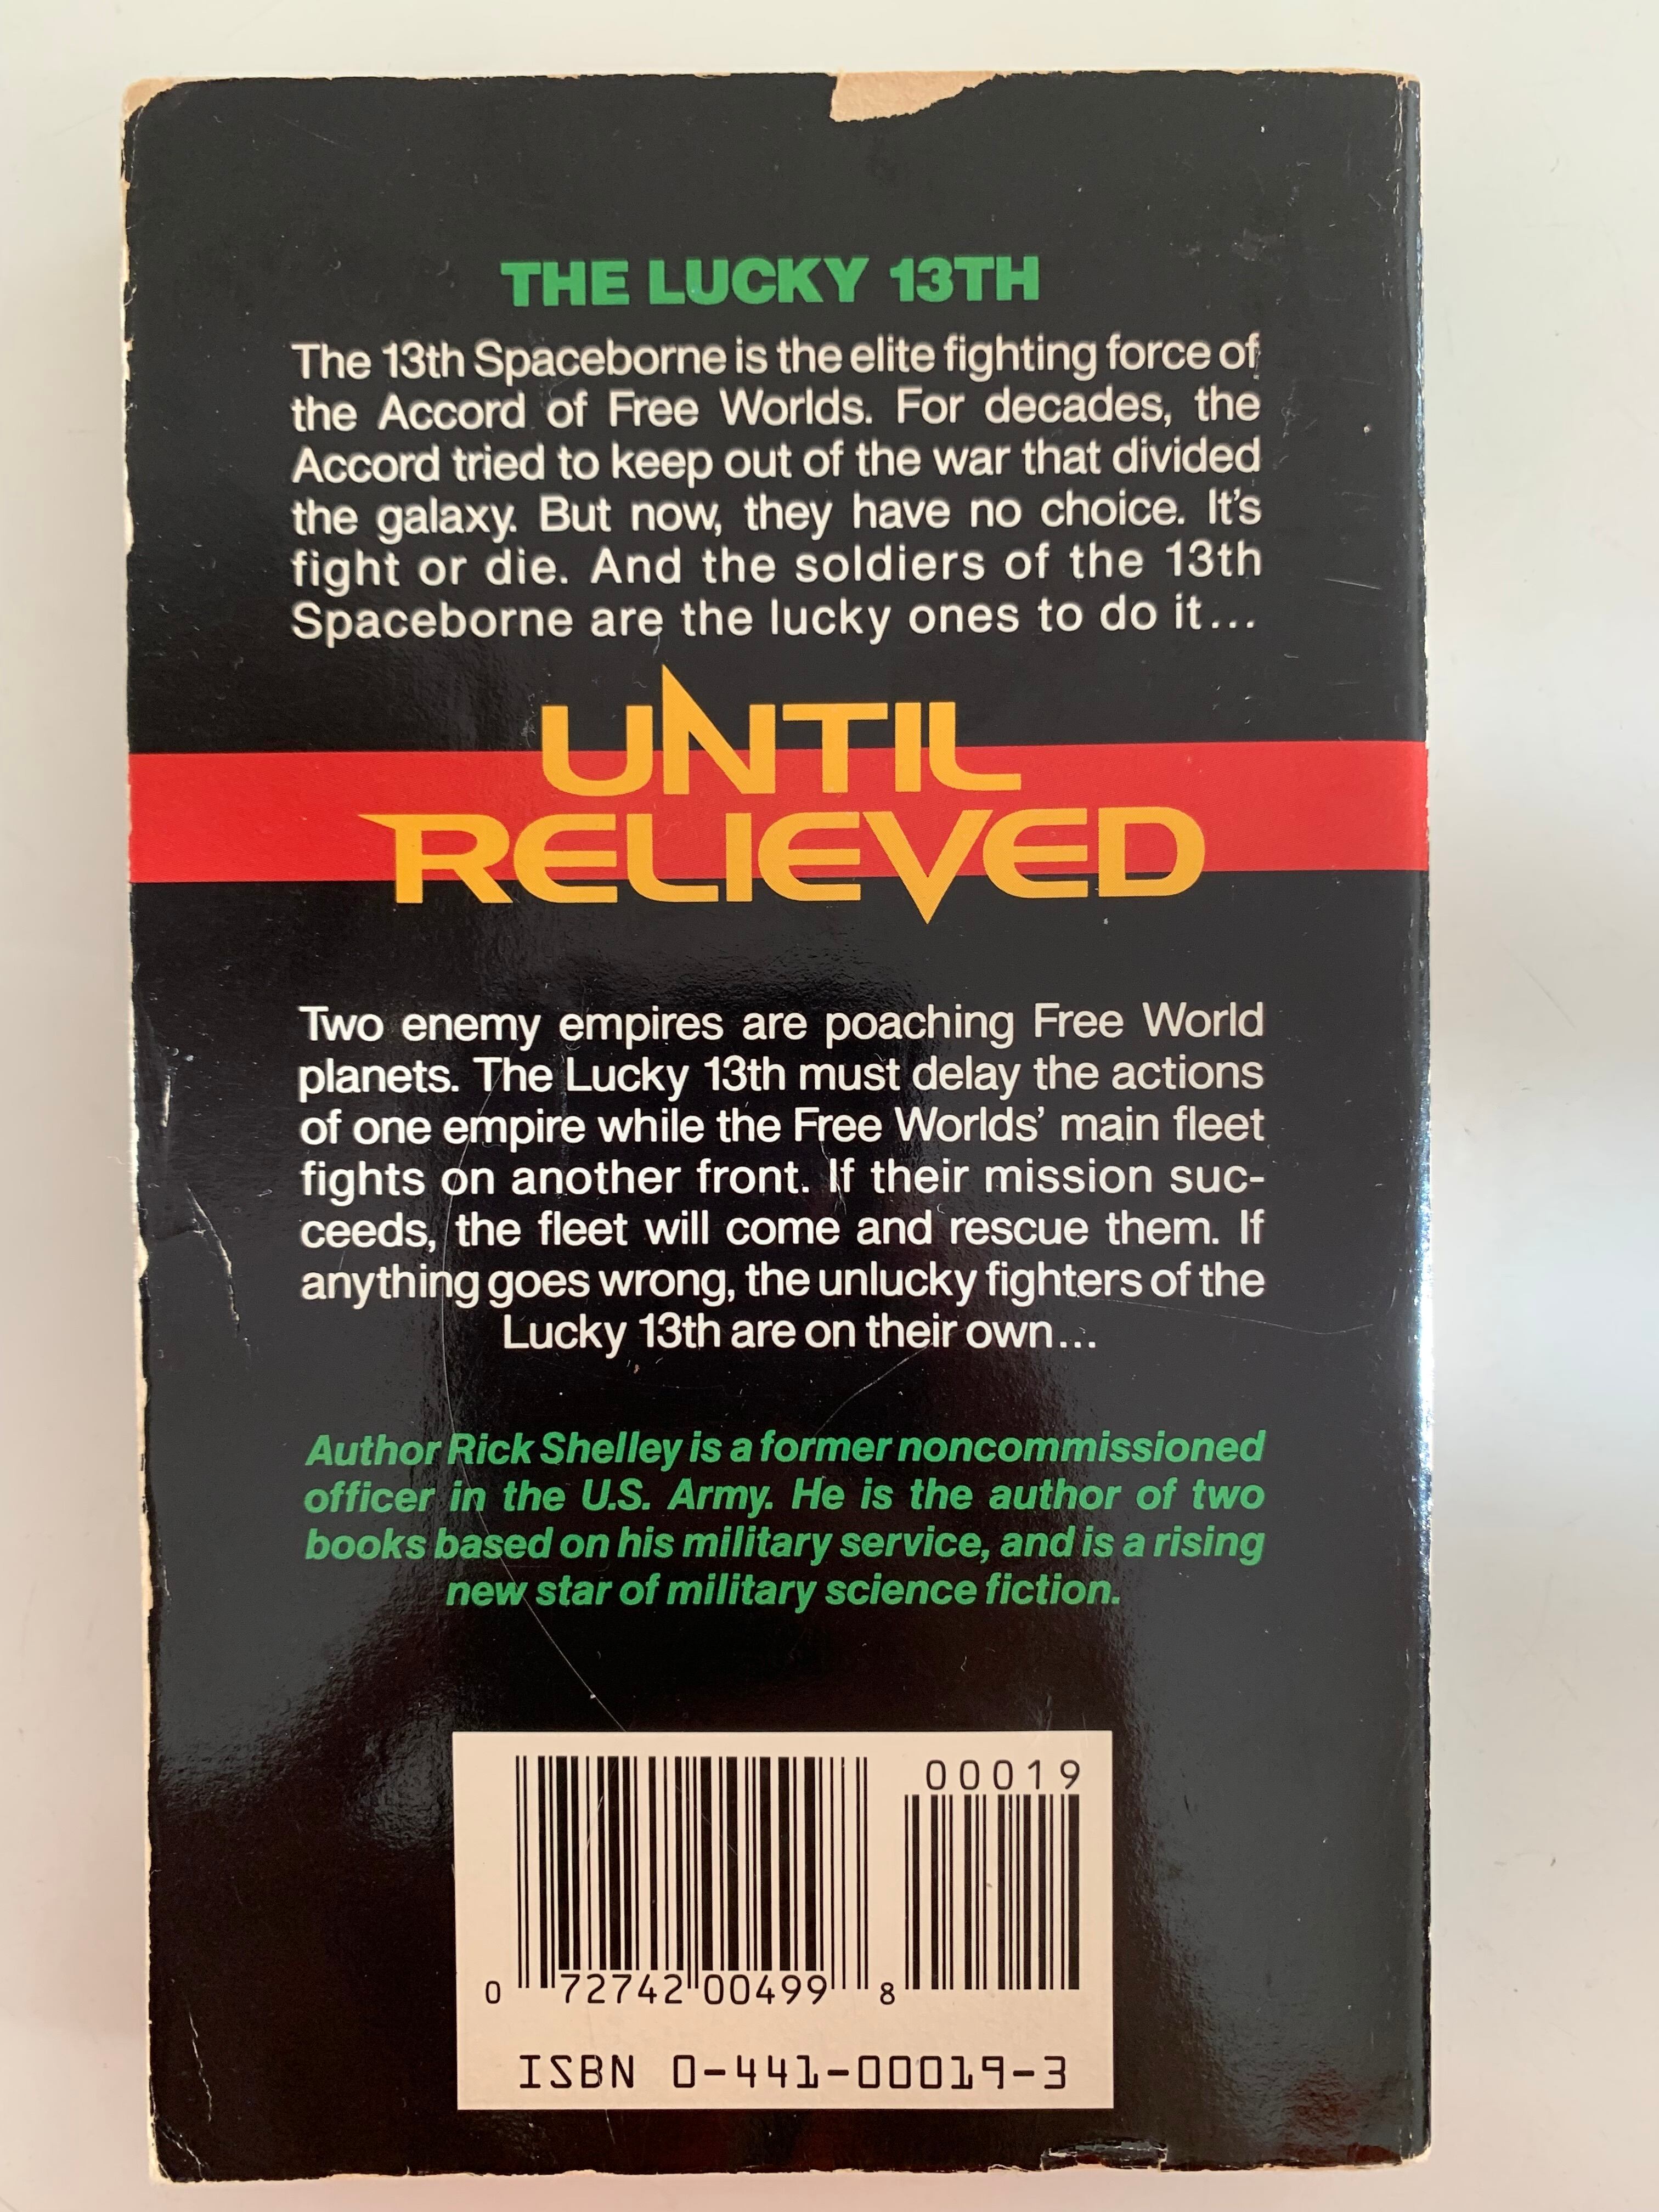 THE LUCKY 13TH
The 13th Spaceborne is the elite fighting force of
the Accord of Free Worlds. For decades, the
Accord tried to keep out of the war that divided
the galaxy. But now, they have no choice. It's
fight or die. And the soldiers of the 13th
Spaceborne are the lucky ones to do it...
UNTIL
RELIEVED
Two enemy empires are poaching Free World
planets. The Lucky 13th must delay the actions
of one empire while the Free Worlds' main fleet
fights on another front. If their mission suc-
ceeds, the fleet will come and rescue them. If
anything goes wrong, the unlucky fighters of the
Lucky 13th are on their own...
Author Rick Shelley is a former noncommissioned
officer in the U.S. Army. He is the author of two
books based on his military service, and is a rising
new star of military science fiction.
00019
0 72742 00499 8
ISBN 0-441-00019-3